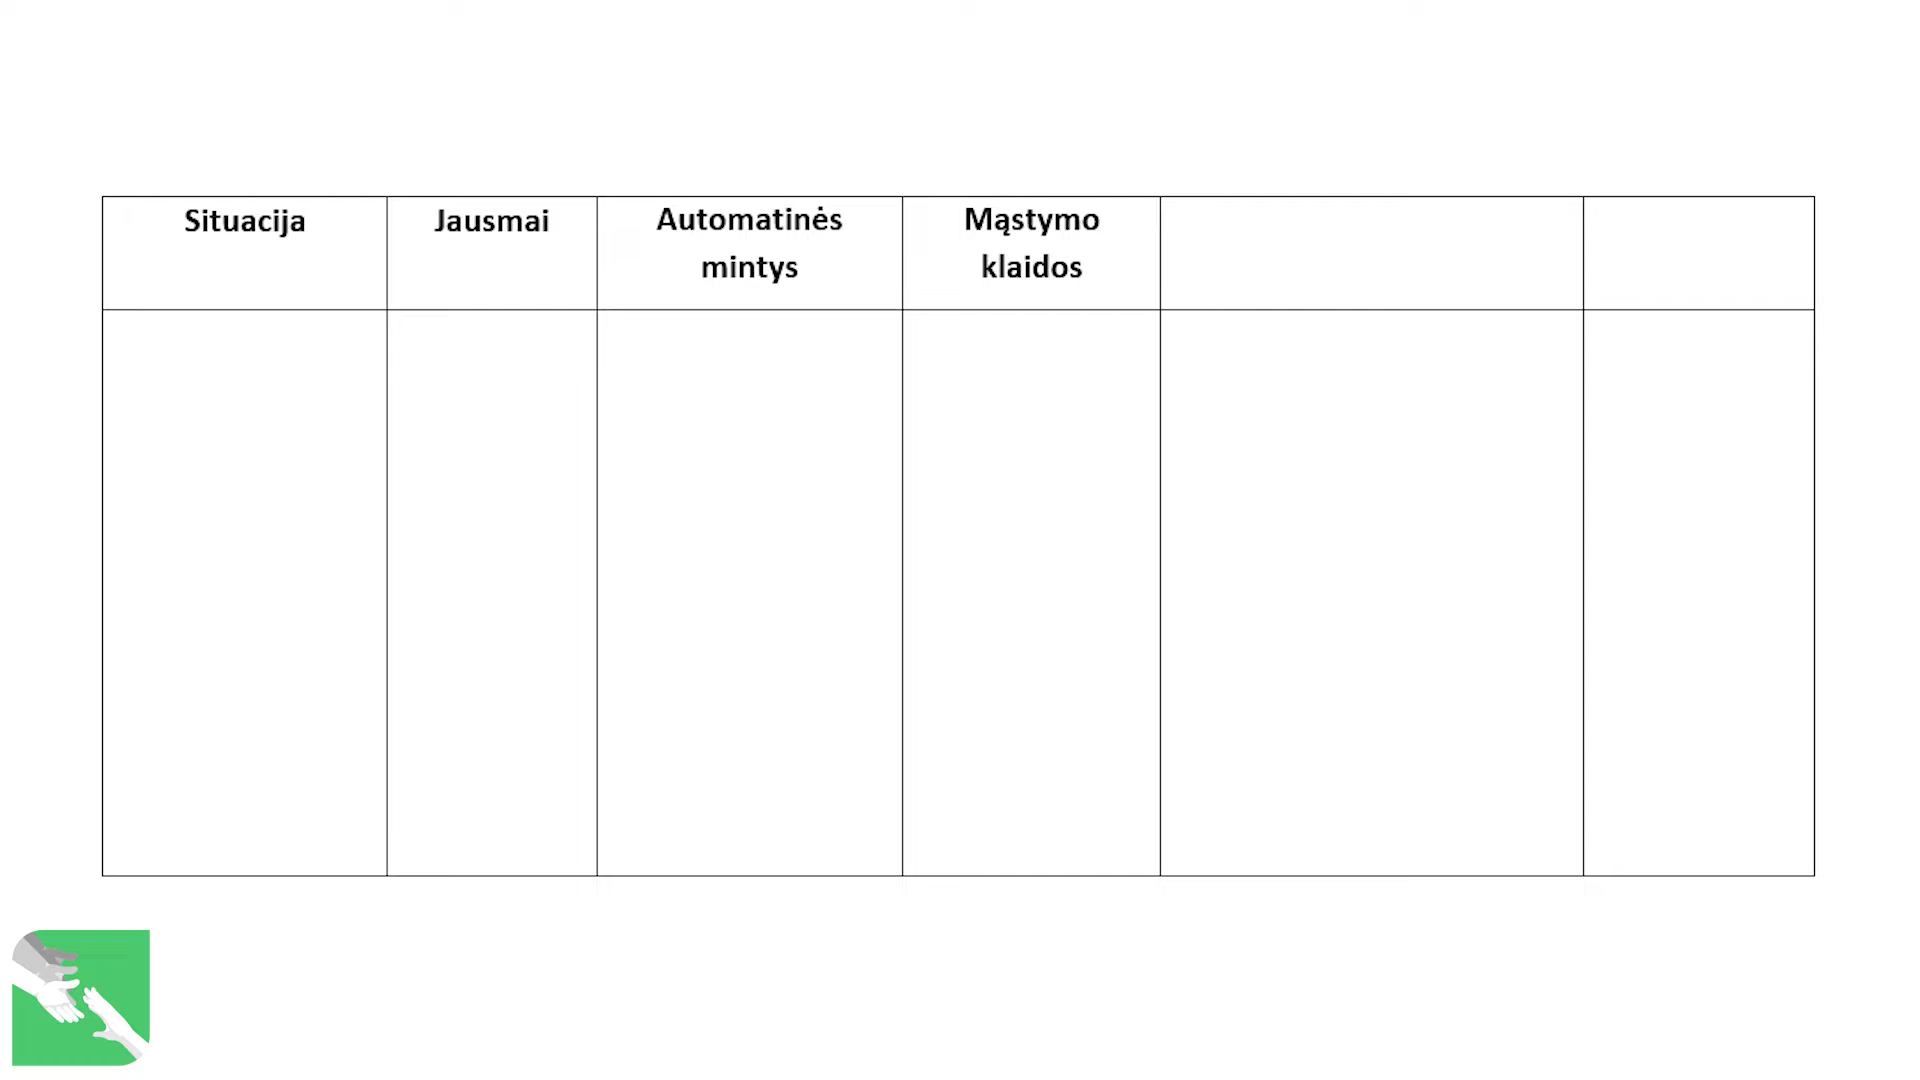 Situacija
Jausmai
Automatinės
mintys
Mąstymo
klaidos